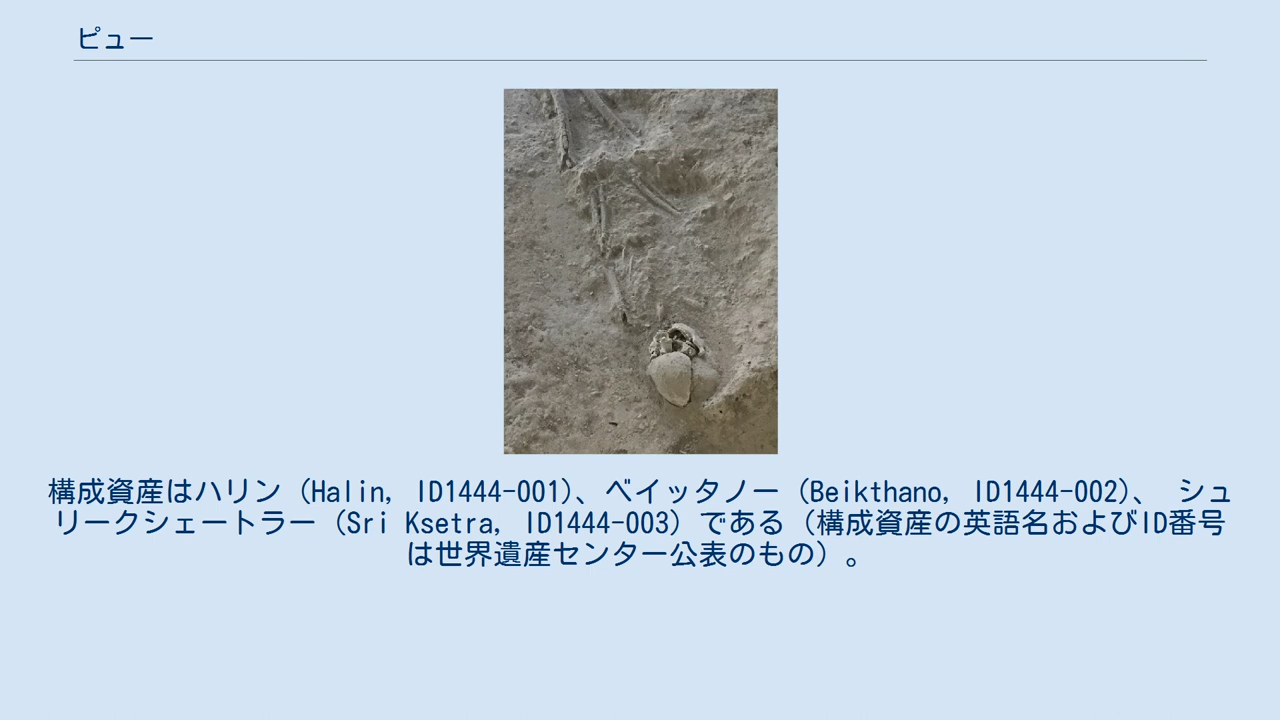 ピュー
構成資産はハリン（Halin, ID1444-001）、ベイッタノー（Beikthano, ID1444-002）、 シュ
リークシェートラー（Sri Ksetra, ID1444-003）である（構成資産の英語名およびID番号
は世界遺産センター公表のもの）。